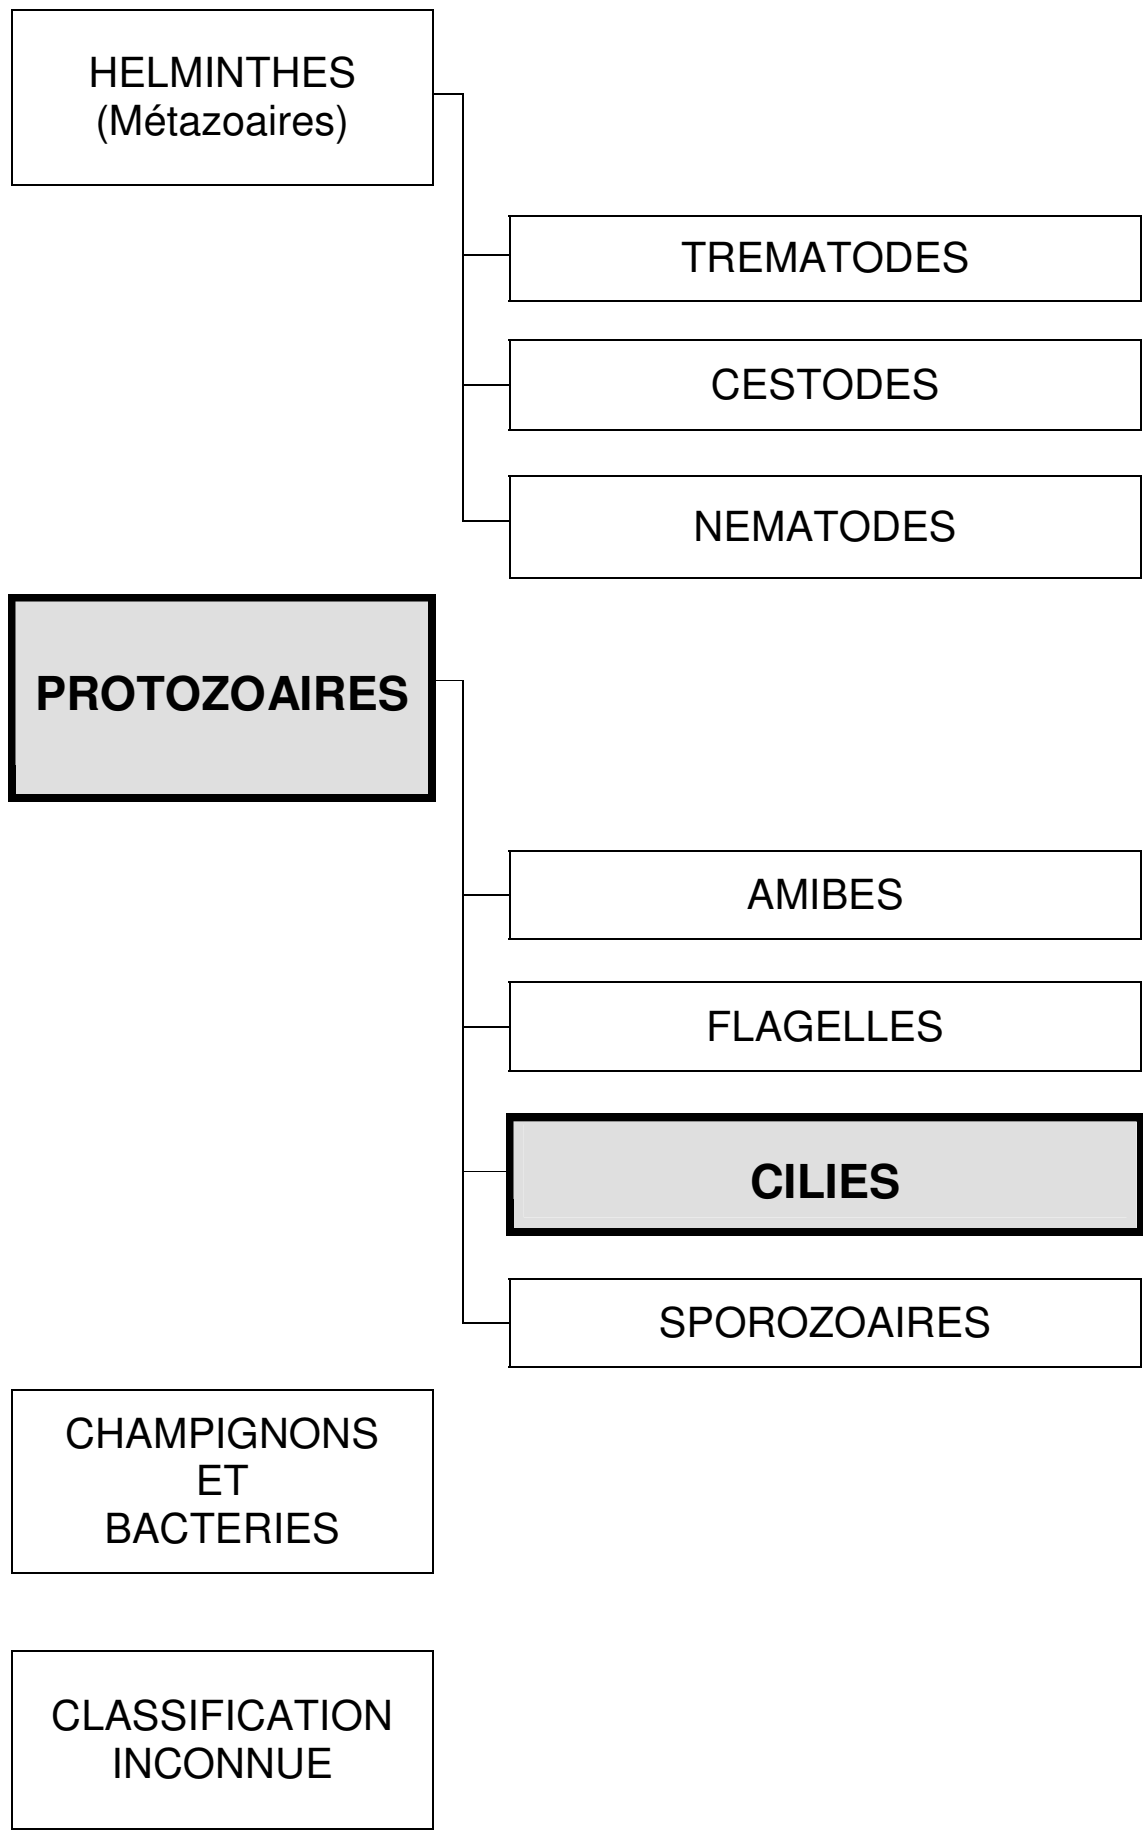 HELMINTHES
(Métazoaires)
TREMATODES
CESTODES
NEMATODES
PROTOZOAIRES
AMIBES
FLAGELLES
CILIES
SPOROZOAIRES
CHAMPIGNONS
ET
BACTERIES
CLASSIFICATION
INCONNUE